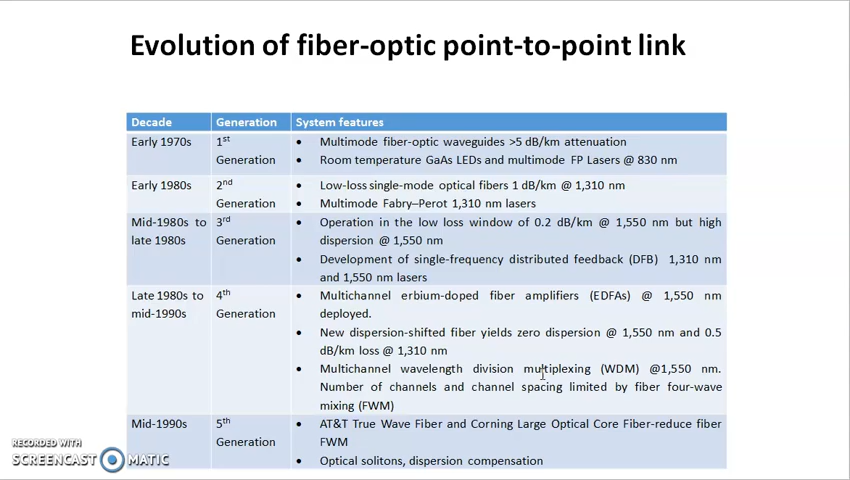 Evolution of fiber-optic point-to-point link
Decade Generation System features
Early 1970s 1st Generation
• Multimode fiber-optic waveguides >5 dB/km attenuation
• Room temperature GaAs LEDs and multimode FP Lasers @ 830 nm
Early 1980s 2nd Generation
• Low-loss single-mode optical fibers 1 dB/km @ 1,310 nm
• Multimode Fabry–Perot 1,310 nm lasers
Mid-1980s to late 1980s 3rd Generation
• Operation in the low loss window of 0.2 dB/km @ 1,550 nm but high
dispersion @ 1,550 nm
• Development of single-frequency distributed feedback (DFB) 1,310 nm
and 1,550 nm lasers
Late 1980s to mid-1990s 4th Generation
• Multichannel erbium-doped fiber amplifiers (EDFAs) @ 1,550 nm
deployed.
• New dispersion-shifted fiber yields zero dispersion @ 1,550 nm and 0.5
dB/km loss @ 1,310 nm
• Multichannel wavelength division multiplexing (WDM) @1,550 nm.
Number of channels and channel spacing limited by fiber four-wave
mixing (FWM)
Mid-1990s 5th Generation
• AT&T True Wave Fiber and Corning Large Optical Core Fiber-reduce fiber
FWM
• Optical solitons, dispersion compensation
RECORDED WITH
SCREENCAST MATIC